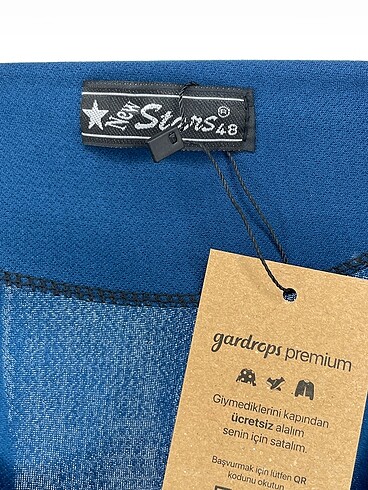 New Stars® 48
gardrops premium
Giymediklerini kapından
ücretsiz alalım
senin için satalım.
Başvurmak için lütfen QR
kodunu okutun